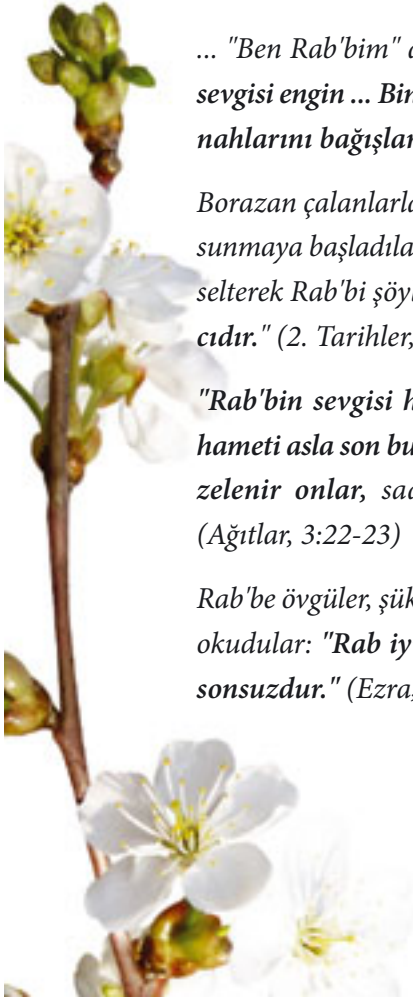 ... "Ben Rab'bim"
sevgisi engin ... Bin
nahlarını bağışlar
Borazan çalanlarla
sunmaya başladıla
selterek Rab'bi şöyl
cıdır." (2. Tarihler,
"Rab'bin sevgisi h
hameti asla son bu
zelenir onlar, sad
(Ağıtlar, 3:22-23)
Rab'be övgüler, şük
okudular: "Rab iy
sonsuzdur." (Ezra,